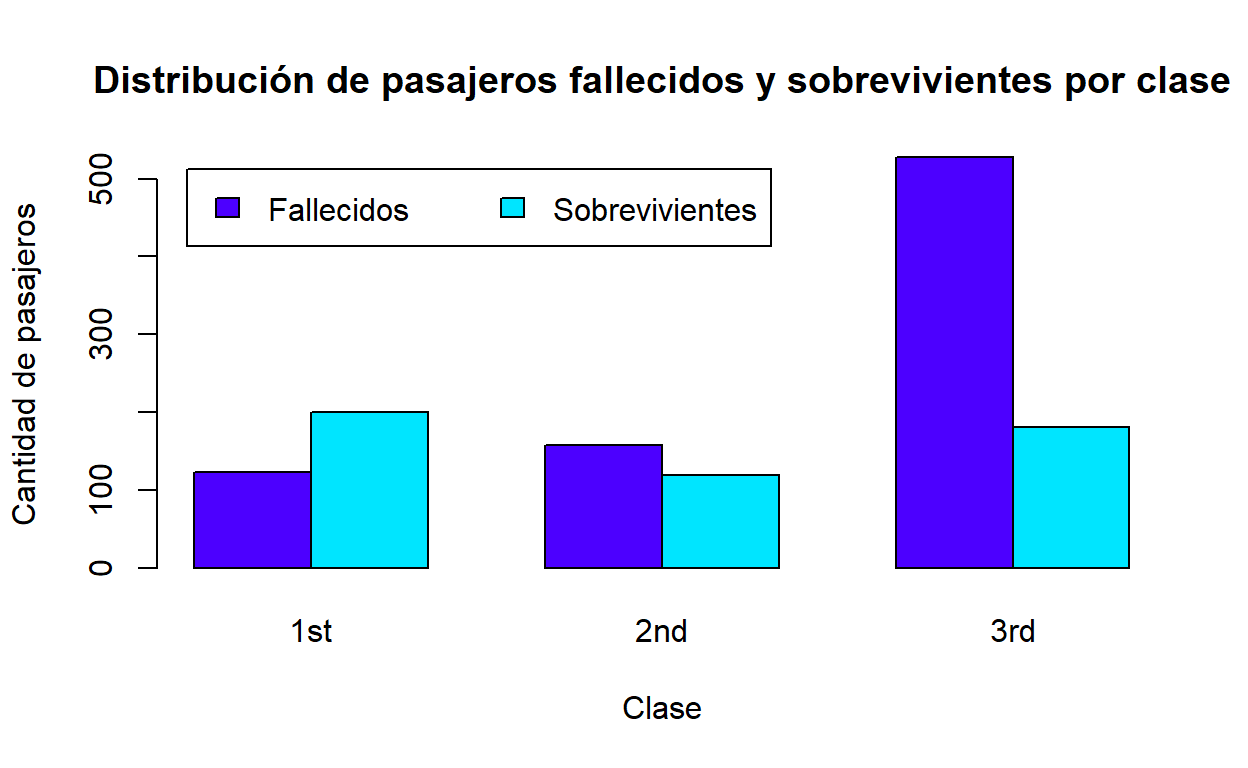 Distribución de pasajeros fallecidos y sobrevivientes por clase
Fallecidos
Sobrevivientes
Cantidad de pasajeros
500
300
100
0
1st
2nd
3rd
Clase